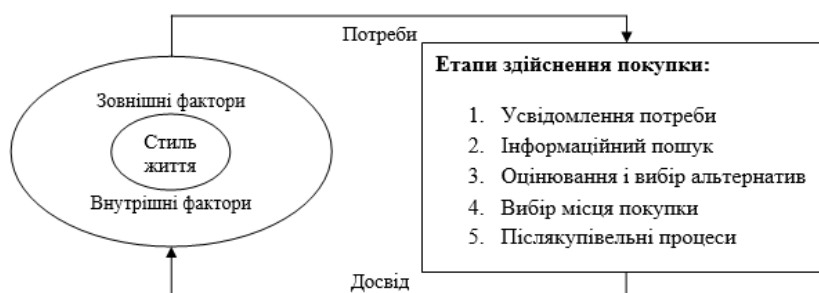 Потреби
Зовнішні фактори
Стиль
життя
Внутрішні фактори
Етапи здійснення покупки:
1. Усвідомлення потреби
2. Інформаційний пошук
3. Оцінювання і вибір альтернатив
4. Вибір місця покупки
5. Післякупівельні процеси
Досвід